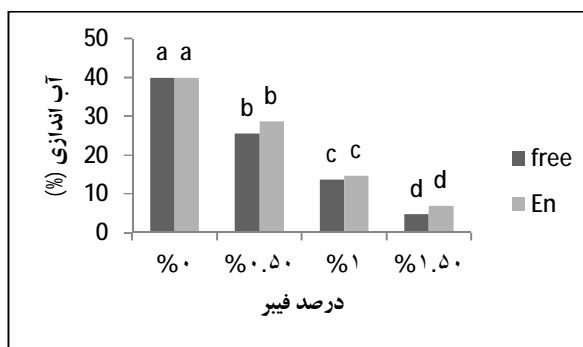 50
40
30
20
10
0
آب اندازی (%)
a a
b b
c c
d d
%۰ %۰.۵۰ %۱ %۱.۵۰
درصد فیبر
free
En